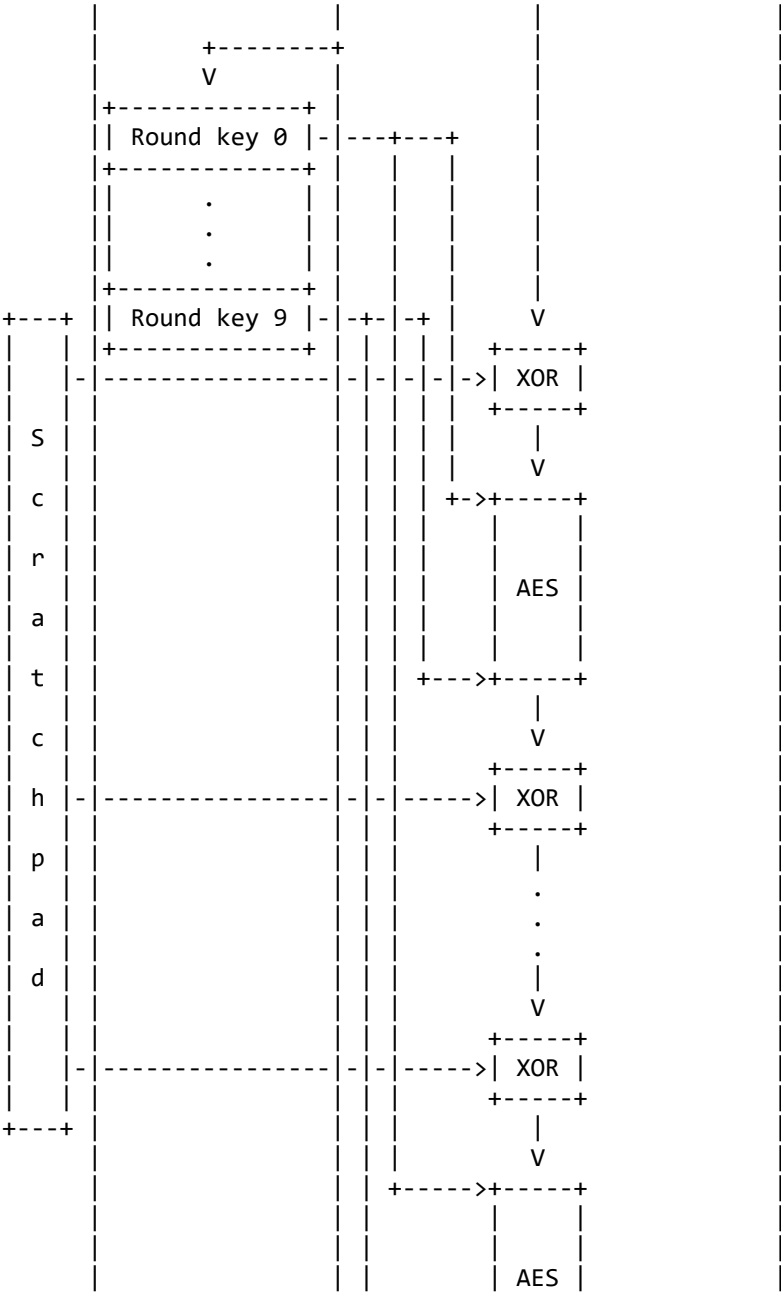 V
Round key 0
.
.
.
Round key 9
V
XOR
S
V
c
r
AES
a
t
c
V
h
XOR
p
.
a
.
.
d
V
XOR
V
AES